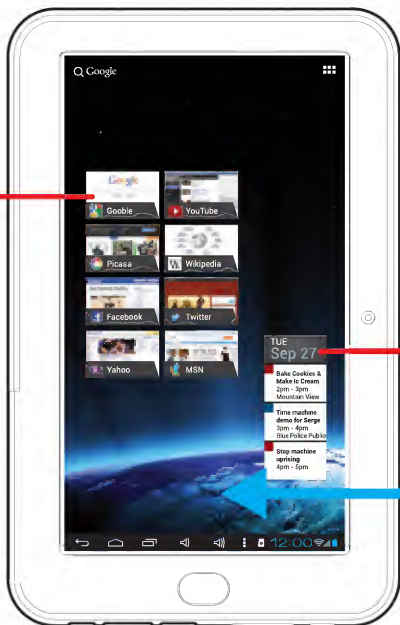 Google
Google
Gooble
YouTube
Picasa
W Wikipedia
Facebook
Twitter
Yahoo
MSN
TUE
Sep 27
Bake Cookies &
Make Ic Cream
2pm - 3pm
Mountain View
Time machine
demo for Serge
3pm - 4pm
Blue Police Public
Stop machine
uprising
4pm - 5pm
12:00